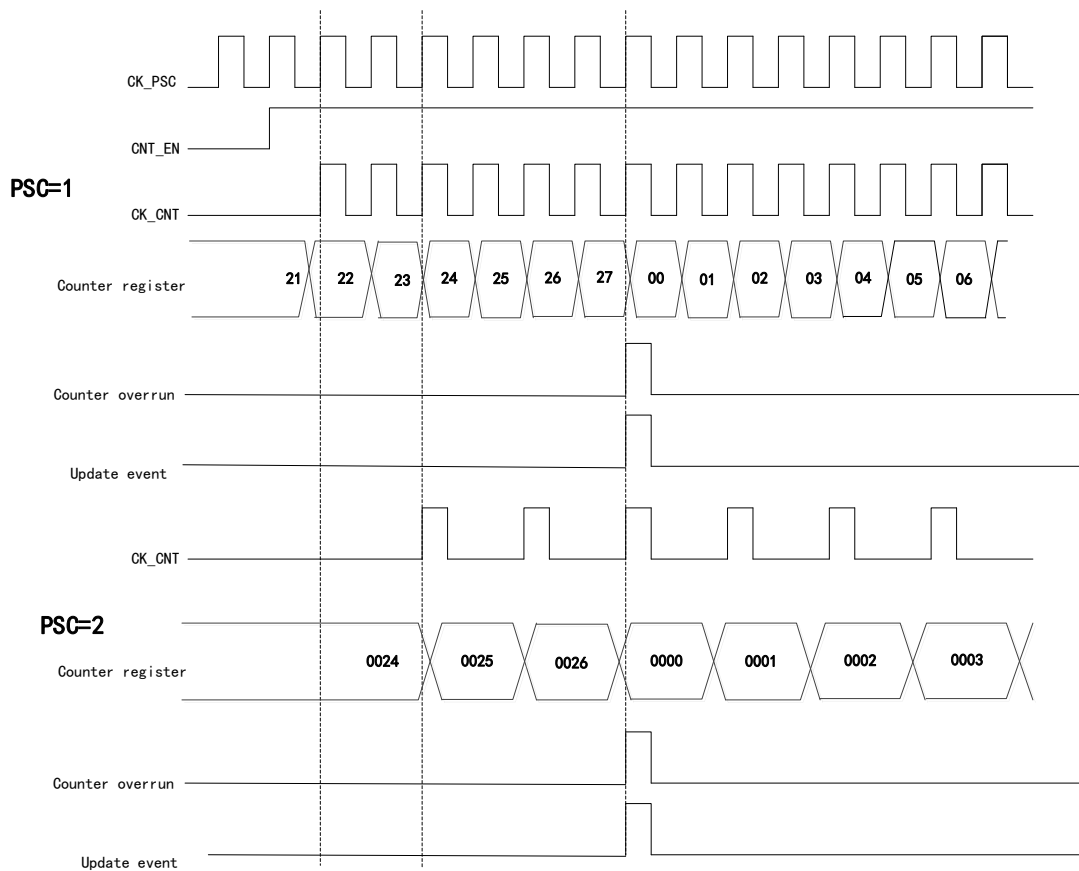 CK_PSC
CNT_EN
PSC=1
CK_CNT
Counter register 21 22 23 24 25 26 27 00 01 02 03 04 05 06
Counter overrun
Update event
CK_CNT
PSC=2
Counter register 0024 0025 0026 0000 0001 0002 0003
Counter overrun
Update event